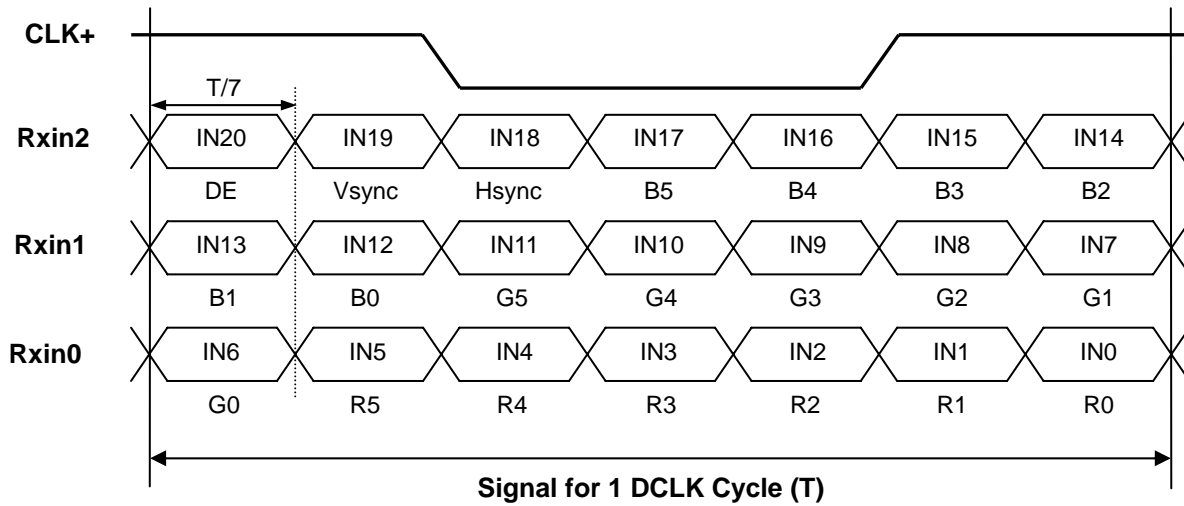 CLK+
T/7
Rxin2 IN20 IN19 IN18 IN17 IN16 IN15 IN14
DE Vsync Hsync B5 B4 B3 B2
Rxin1 IN13 IN12 IN11 IN10 IN9 IN8 IN7
B1 B0 G5 G4 G3 G2 G1
Rxin0 IN6 IN5 IN4 IN3 IN2 IN1 IN0
G0 R5 R4 R3 R2 R1 R0
Signal for 1 DCLK Cycle (T)